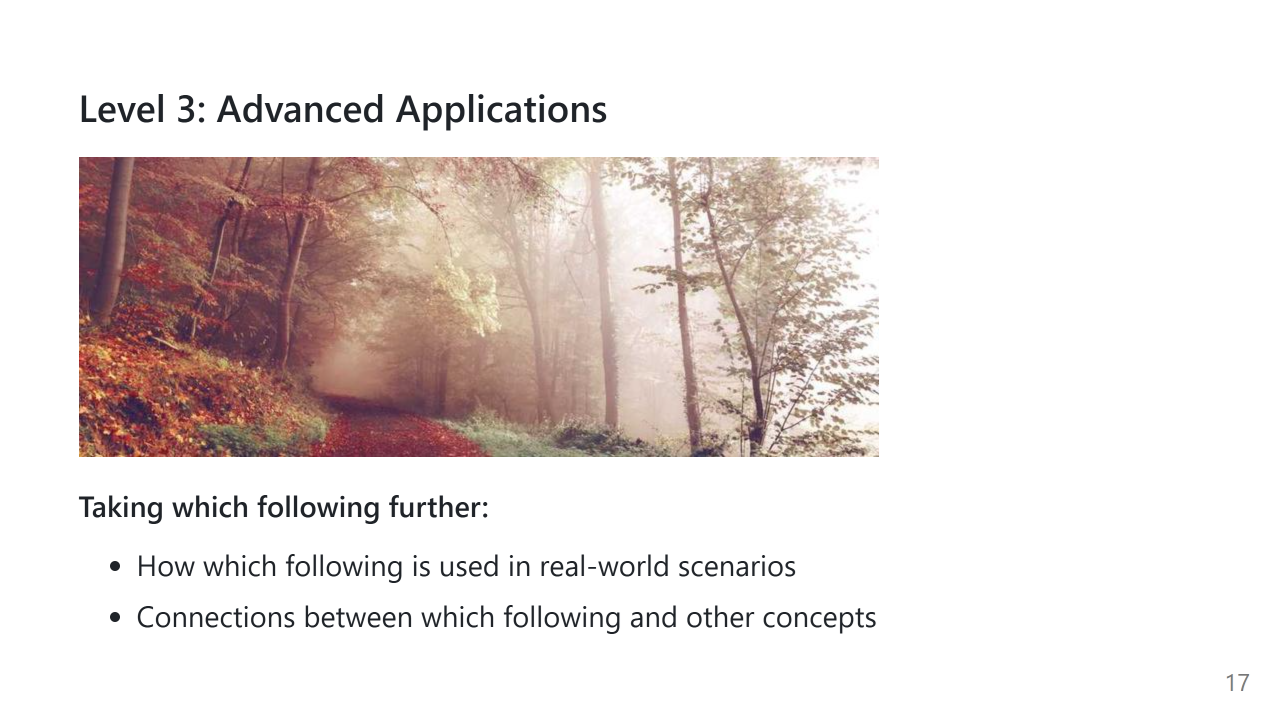 Level 3: Advanced Applications
Taking which following further:
How which following is used in real-world scenarios
Connections between which following and other concepts
17